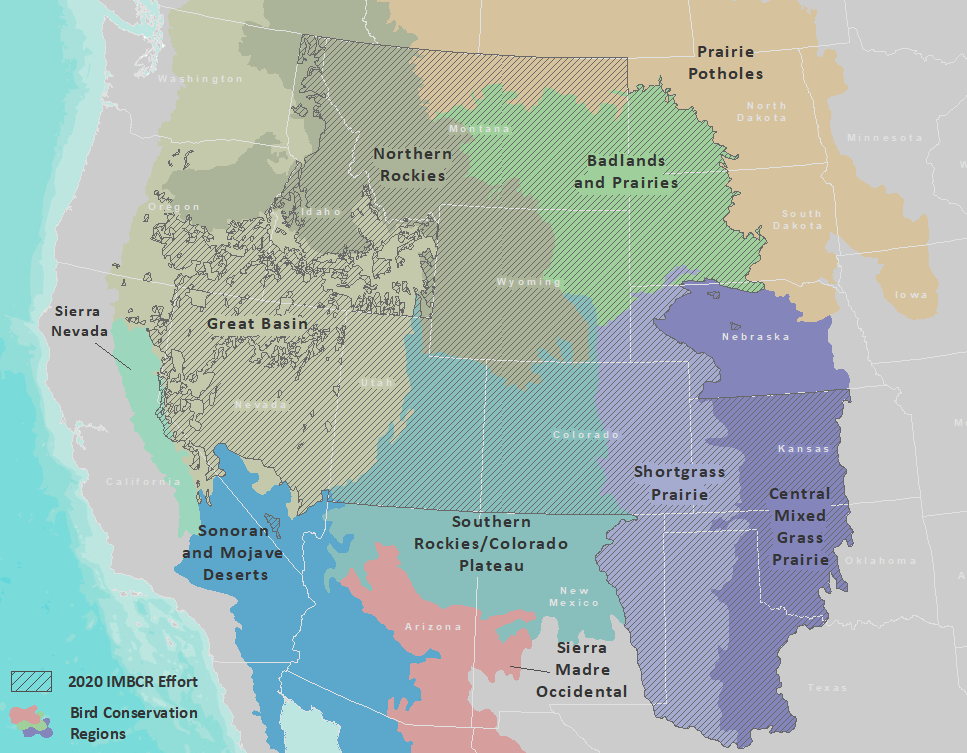 Prairie
Potholes
Washington
North
Dakota
Montana
Minnesota
Northern
Rockies
Badlands
and Prairies
Oregon
Idaho
South
Dakota
Wyoming
Iowa
Sierra
Nevada
Great Basin
Nebraska
Utah
Nevada
Colorado
Kansas
California
Shortgrass
Prairie
Central
Mixed
Grass
Prairie
Southern
Rockies/Colorado
Plateau
Sonoran
and Mojave
Deserts
Oklahoma
New
Mexico
Arizona
Sierra
Madre
Occidental
Texas
2020 IMBCR Effort
Bird Conservation
Regions